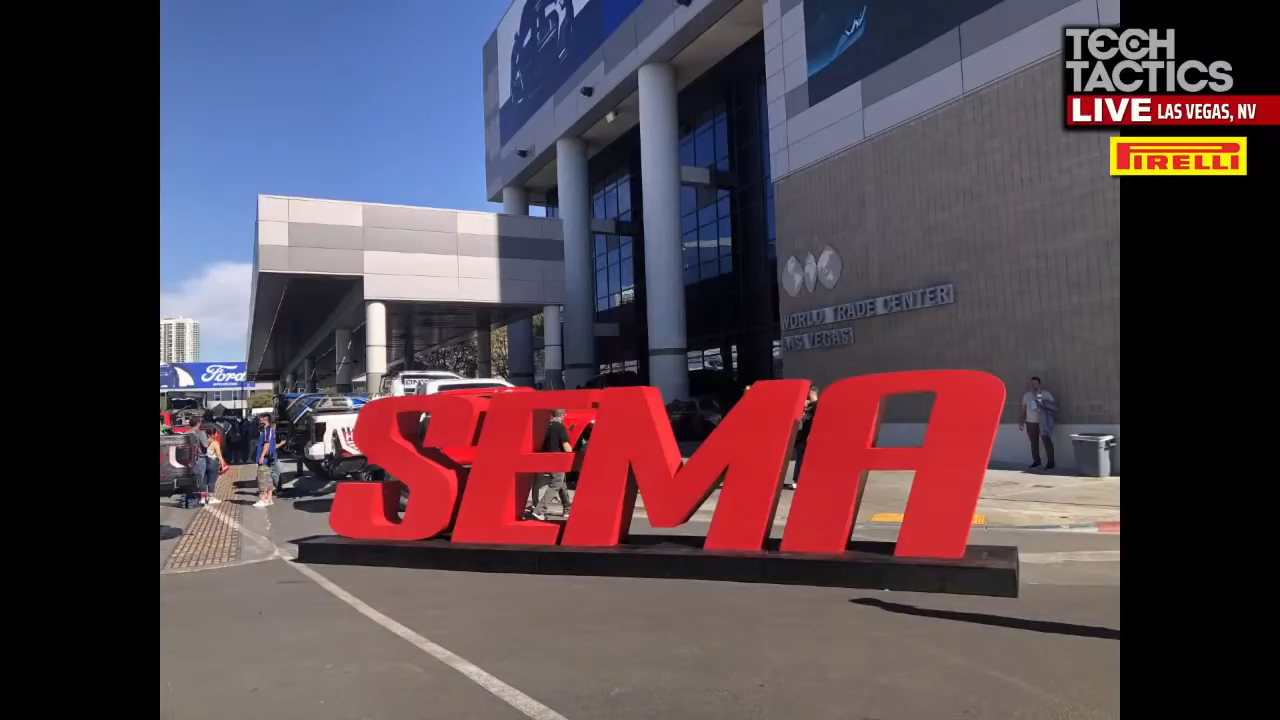 TECH
TACTICS
LIVE LAS VEGAS, NV
PIRELLI
WORLD TRADE CENTER
LAS VEGAS
Ford
SEMA